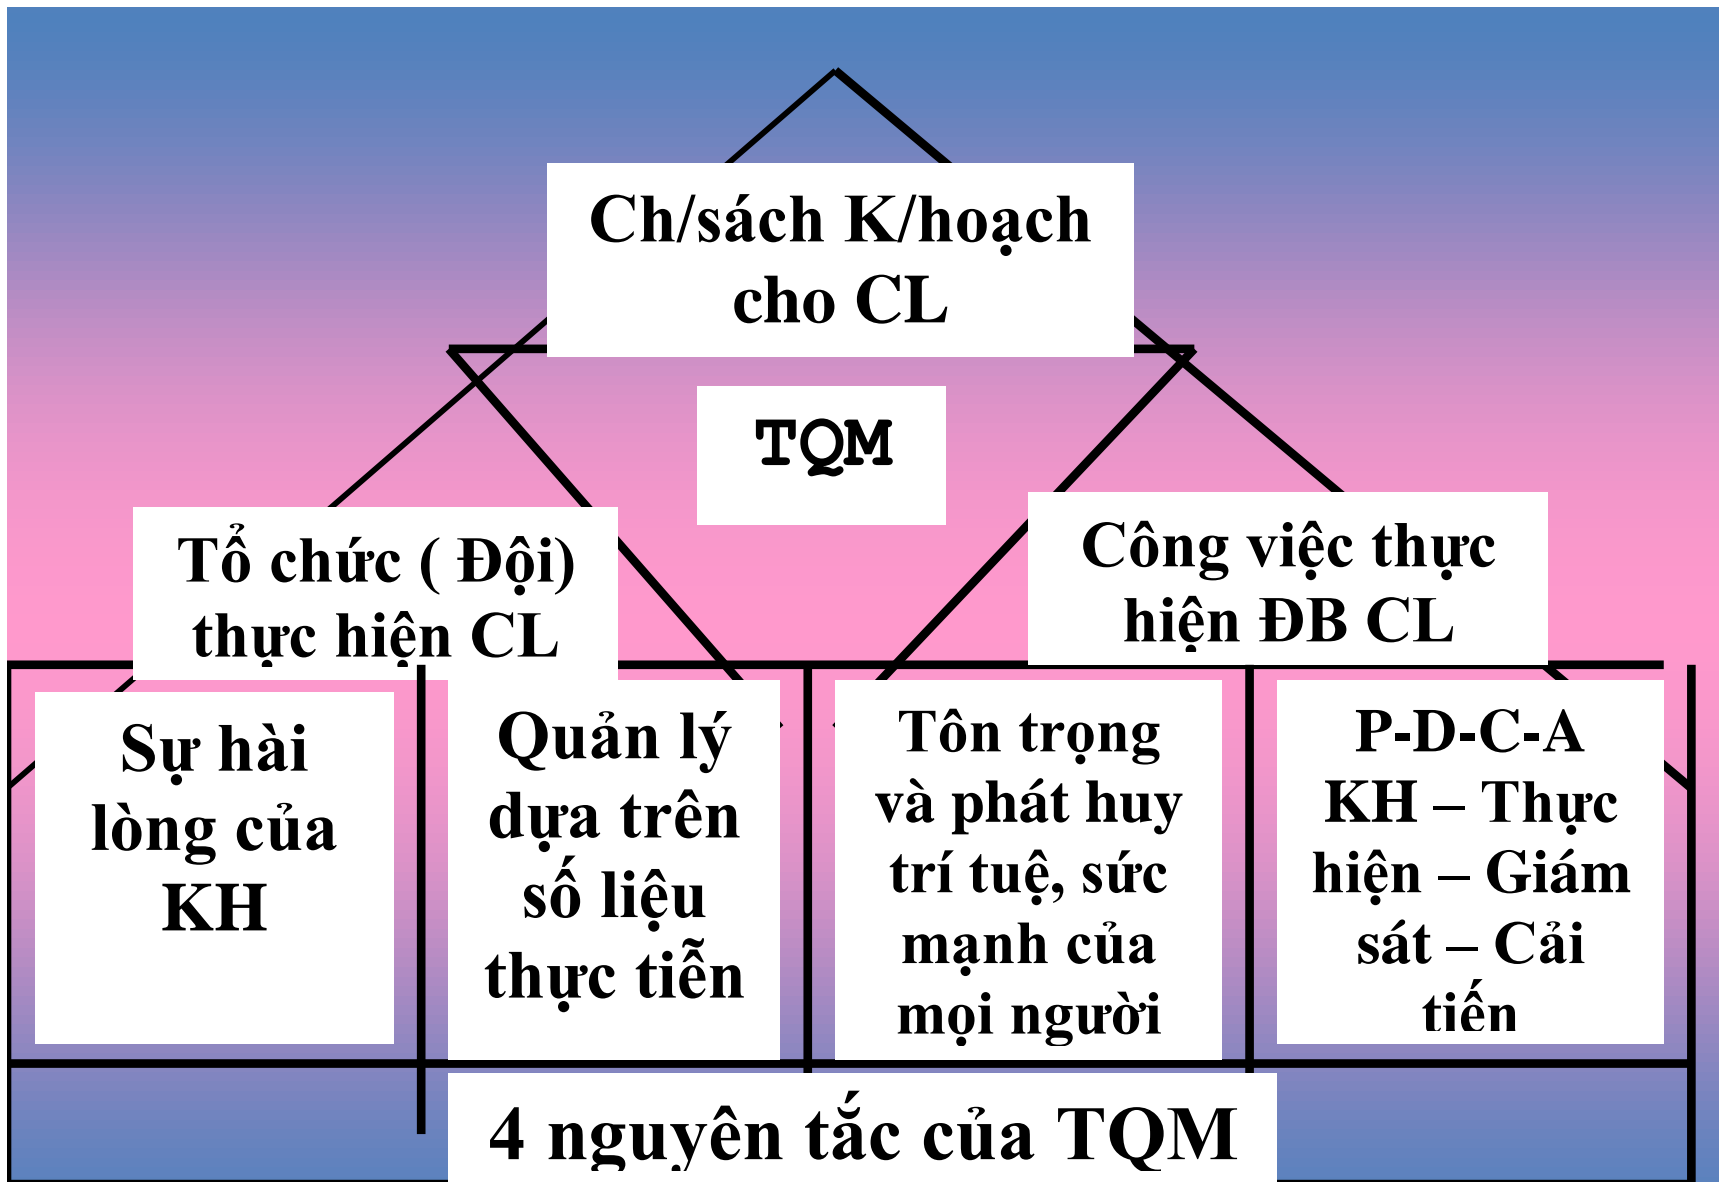 Ch/sách K/hoạch
cho CL
TQM
Tổ chức ( Đội)
thực hiện CL
Công việc thực
hiện ĐB CL
Sự hài
lòng của
KH
Quản lý
dựa trên
số liệu
thực tiễn
Tôn trọng
và phát huy
trí tuệ, sức
mạnh của
mọi người
P-D-C-A
KH – Thực
hiện – Giám
sát – Cải
tiến
4 nguyên tắc của TQM